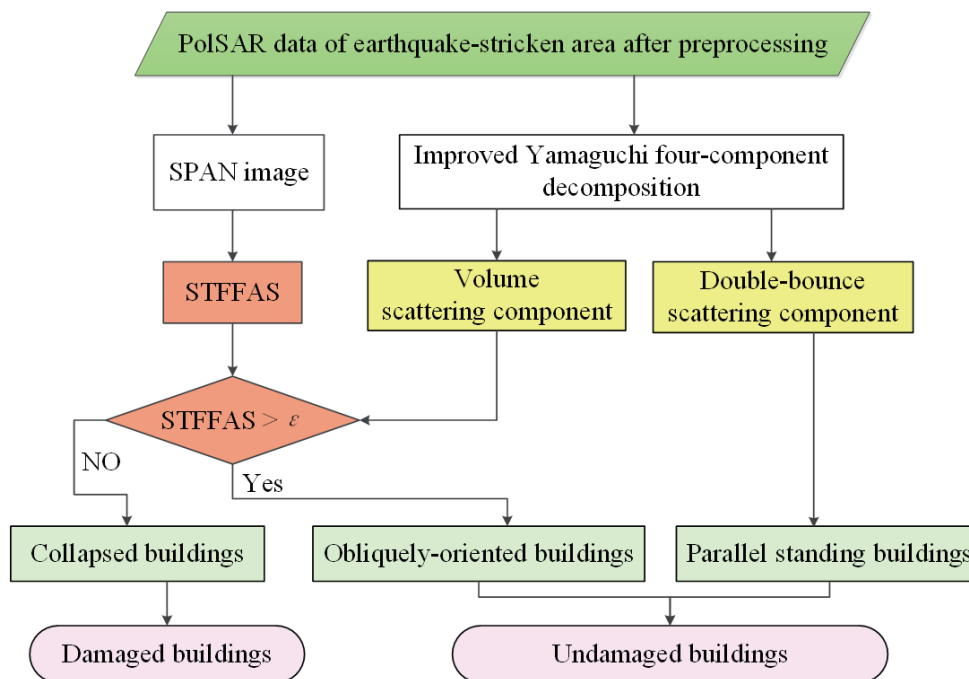 PolSAR data of earthquake-stricken area after preprocessing
SPAN image
Improved Yamaguchi four-component
decomposition
STFFAS
Volume
scattering component
Double-bounce
scattering component
STFFAS > ε
NO
Yes
Collapsed buildings
Obliquely-oriented buildings
Parallel standing buildings
Damaged buildings
Undamaged buildings